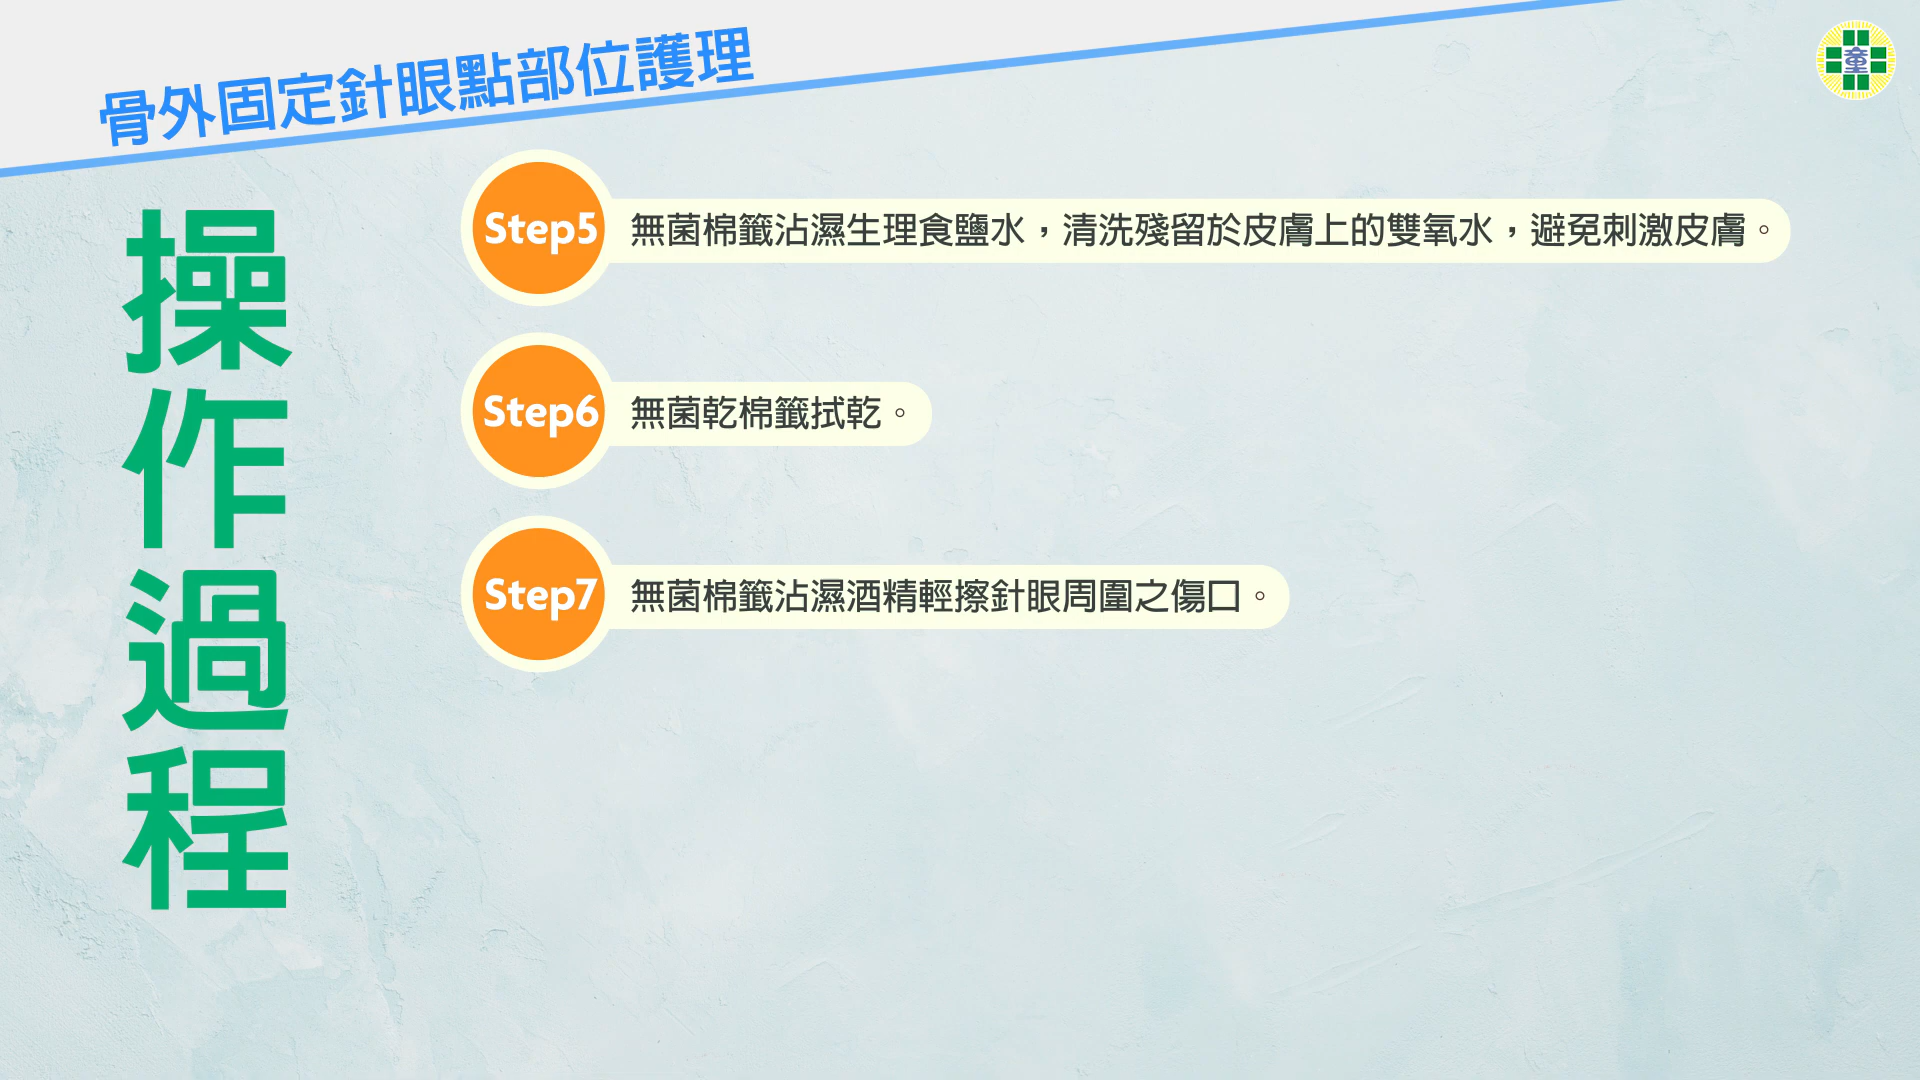 骨外固定針眼點部位護理
童
操作過程
Step5
無菌棉籤沾濕生理食鹽水，清洗殘留於皮膚上的雙氧水，避免刺激皮膚。
Step6
無菌乾棉籤拭乾。
Step7
無菌棉籤沾濕酒精輕擦針眼周圍之傷口。